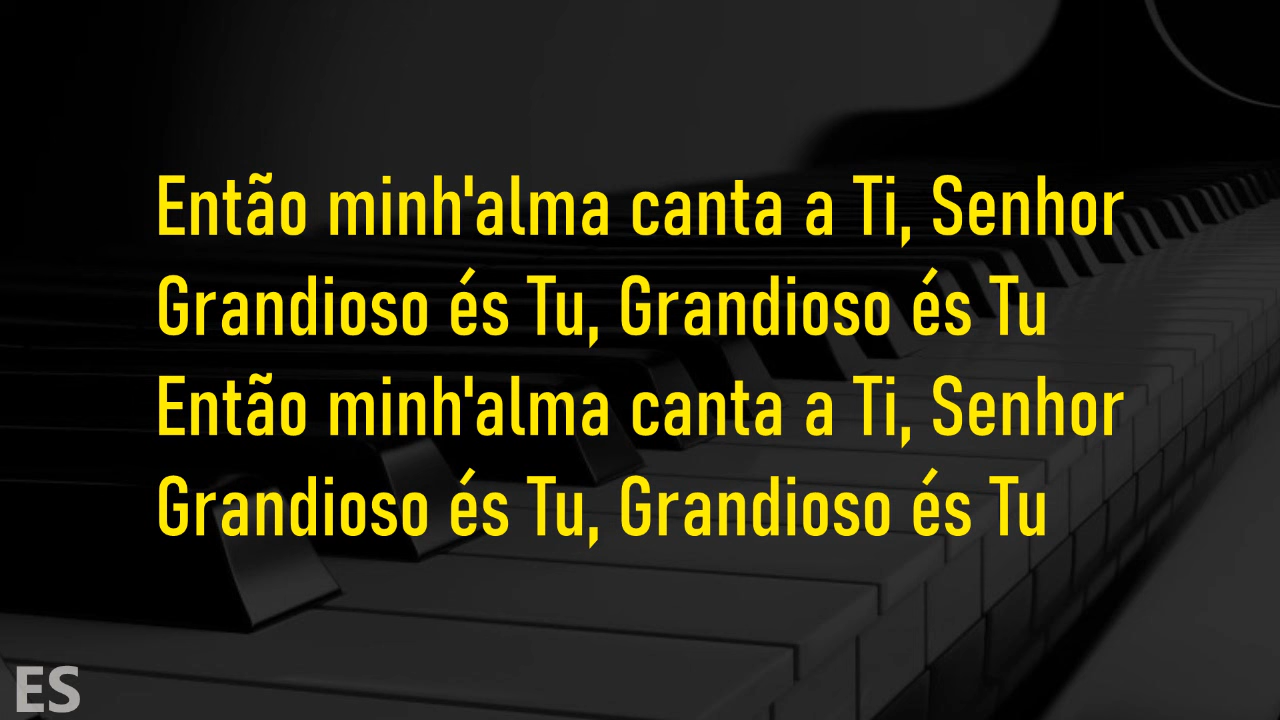 Então minh'alma canta a Ti, Senhor
Grandioso és Tu, Grandioso és Tu
Então minh'alma canta a Ti, Senhor
Grandioso és Tu, Grandioso és Tu
ES